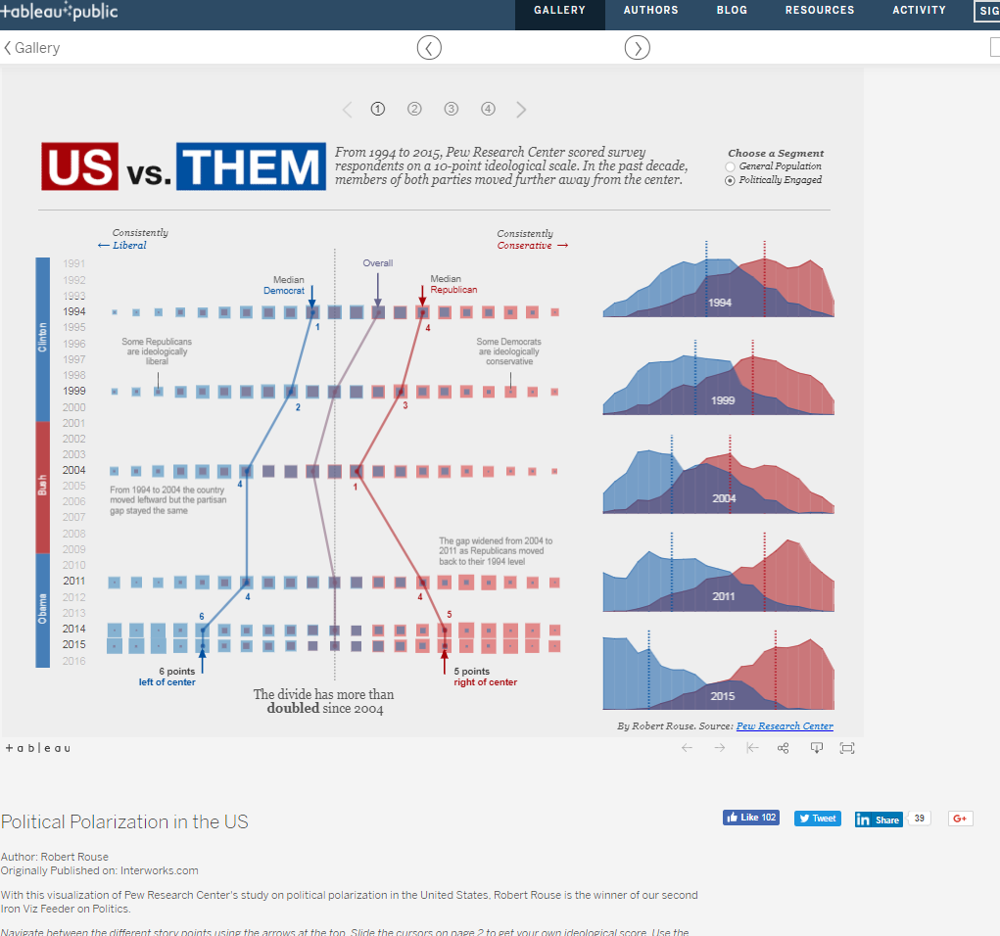 +ableau public
GALLERY
AUTHORS
BLOG
RESOURCES
ACTIVITY
SIG
Gallery
1 2 3 4
US vs. THEM
From 1994 to 2015, Pew Research Center scored survey
respondents on a 10-point ideological scale. In the past decade,
members of both parties moved further away from the center.
Choose a Segment
General Population
Politically Engaged
Consistently
← Liberal
Consistently
Conserative →
Clinton
Bush
Obama
1991
1992
1993
1994
1995
1996
1997
1998
1999
2000
2001
2002
2003
2004
2005
2006
2007
2008
2009
2010
2011
2012
2013
2014
2015
2016
Median
Democrat
Overall
Median
Republican
1
4
Some Republicans
are ideologically
liberal
Some Democrats
are ideologically
conservative
2
3
4
1
From 1994 to 2004 the country
moved leftward but the partisan
gap stayed the same
The gap widened from 2004 to
2011 as Republicans moved
back to their 1994 level
4
4
6
5
6 points
left of center
5 points
right of center
The divide has more than
doubled since 2004
1994
1999
2004
2011
2015
By Robert Rouse. Source: Pew Research Center
+ a b | e a u
Political Polarization in the US
Like 102
Tweet
in Share
39
G+
Author: Robert Rouse
Originally Published on: Interworks.com
With this visualization of Pew Research Center's study on political polarization in the United States, Robert Rouse is the winner of our second
Iron Viz Feeder on Politics.
Navigate between the different story points using the arrows at the top. Slide the cursors on page 2 to get your own ideological score. Use the